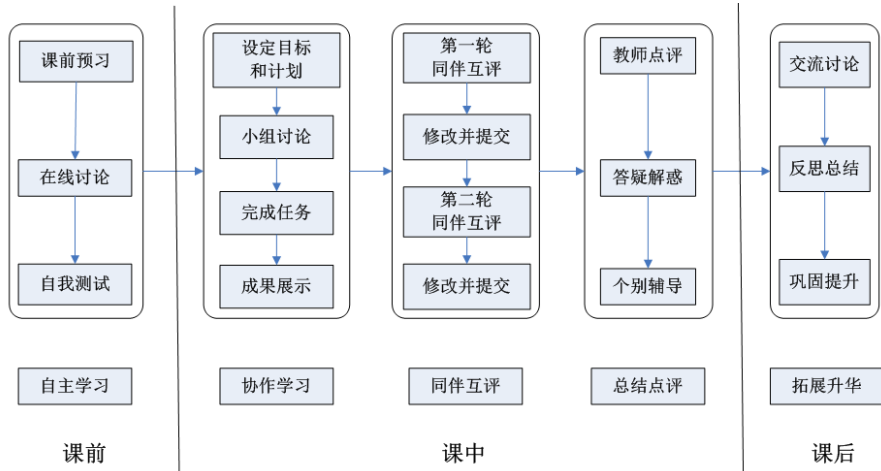 课前预习
在线讨论
自我测试
设定目标
和计划
小组讨论
完成任务
成果展示
第一轮
同伴互评
修改并提交
第二轮
同伴互评
修改并提交
教师点评
答疑解惑
个别辅导
交流讨论
反思总结
巩固提升
自主学习
协作学习
同伴互评
总结点评
拓展升华
课前
课中
课后